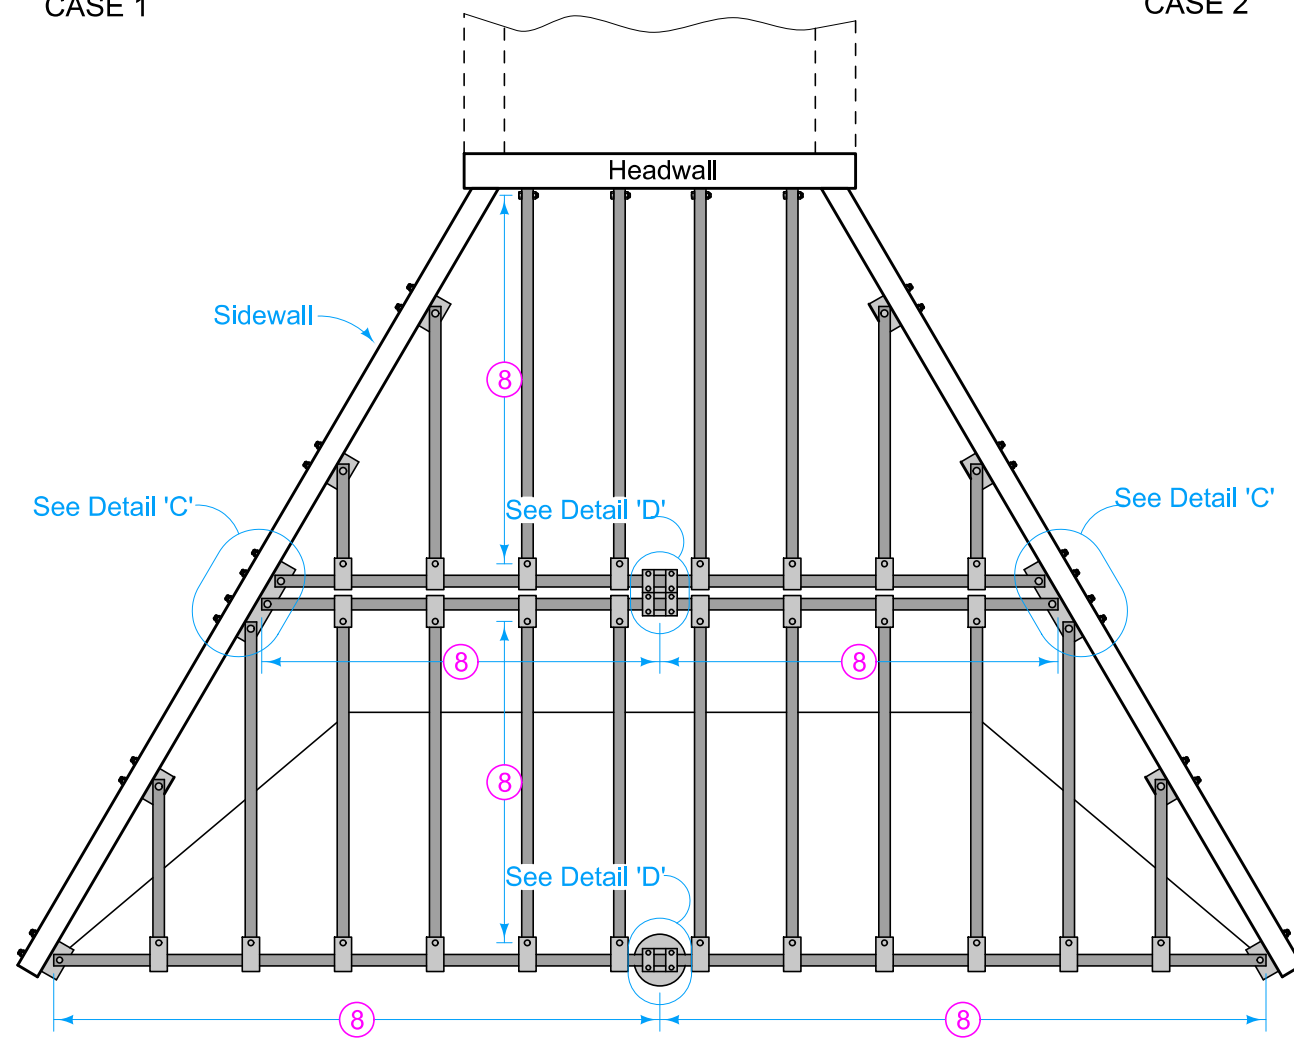 CASE 1
CASE 2
Headwall
Sidewall
8
See Detail 'C'
See Detail 'D'
See Detail 'C'
8
8
8
See Detail 'D'
8
8